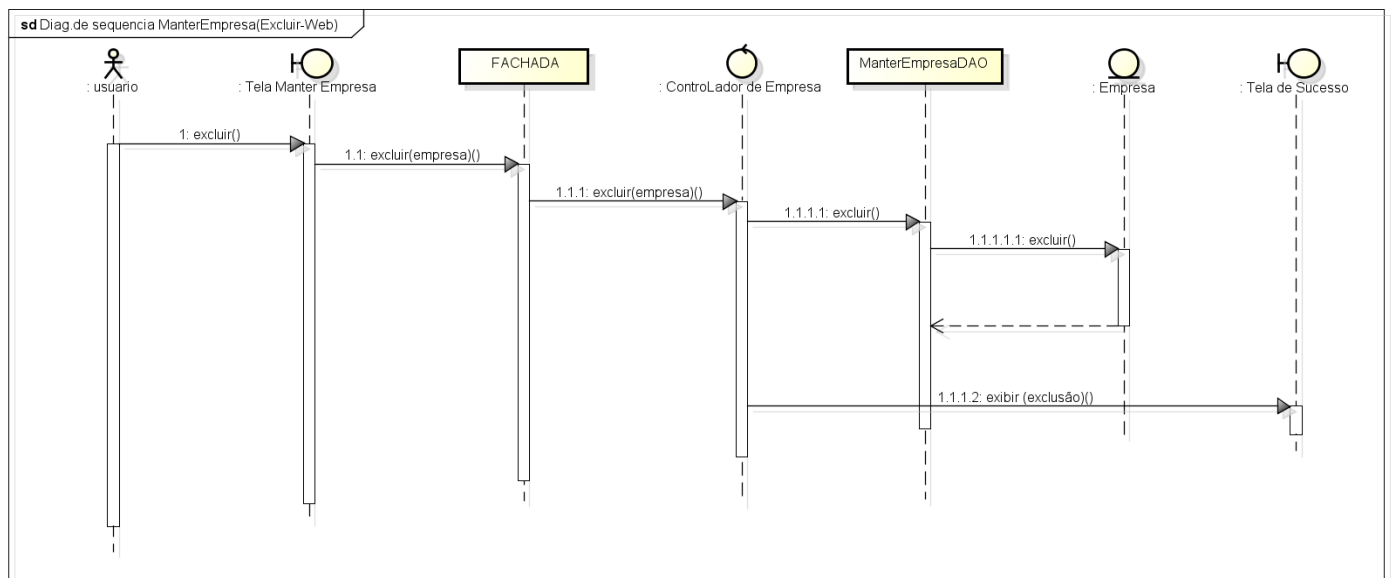 sd Diag.de sequencia ManterEmpresa(Excluir-Web)
: usuario
: Tela Manter Empresa
FACHADA
: ControLador de Empresa
ManterEmpresaDAO
: Empresa
: Tela de Sucesso
1: excluir()
1.1: excluir(empresa)()
1.1.1: excluir(empresa)()
1.1.1.1: excluir()
1.1.1.1.1: excluir()
1.1.1.2: exibir (exclusão)()